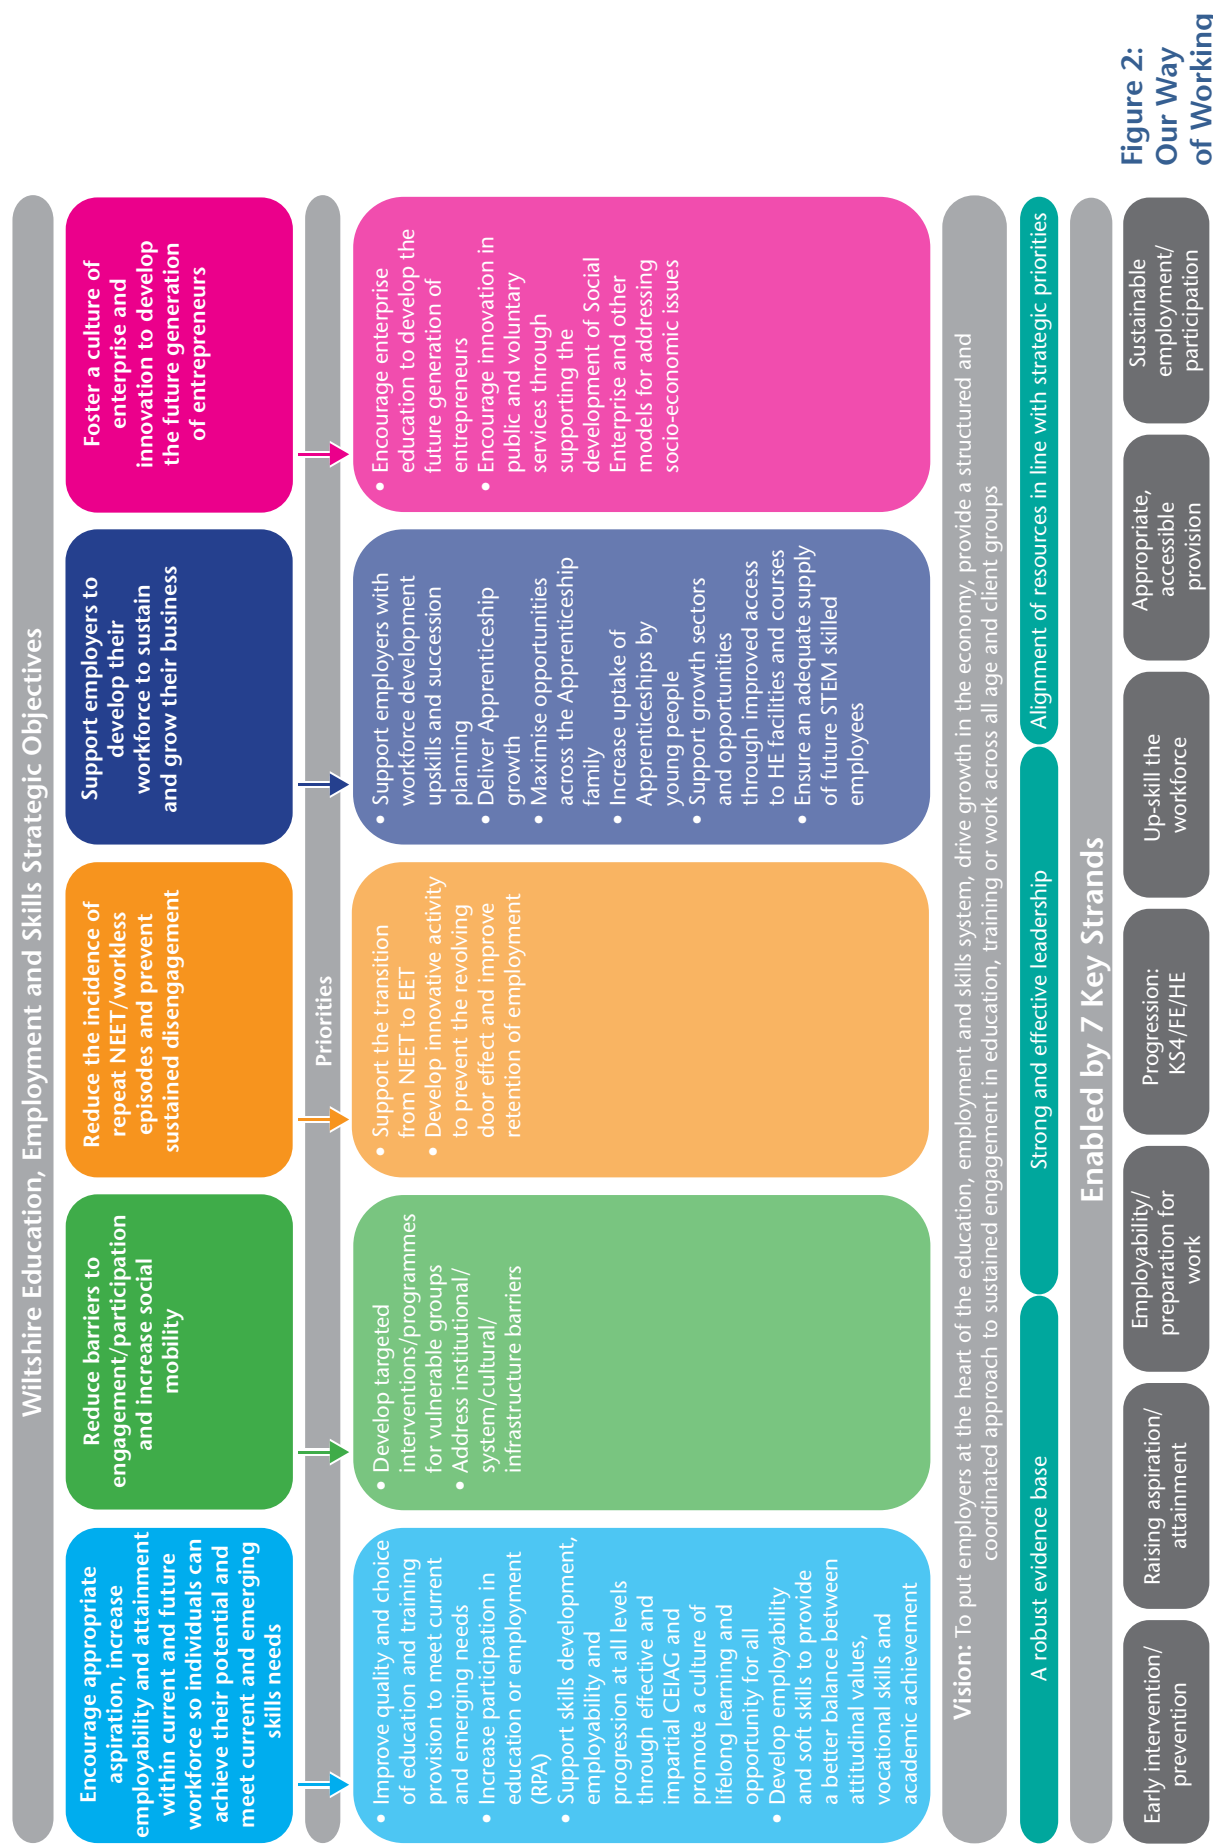 Wiltshire Education, Employment and Skills Strategic Objectives
Encourage appropriate
aspiration, increase
employability and attainment
within current and future
workforce so individuals can
achieve their potential and
meet current and emerging
skills needs
Reduce barriers to
engagement/participation
and increase social
mobility
Reduce the incidence of
repeat NEET/workless
episodes and prevent
sustained disengagement
Support employers to
develop their
workforce to sustain
and grow their business
Foster a culture of
enterprise and
innovation to develop
the future generation
of entrepreneurs
Priorities
• Improve quality and choice
of education and training
provision to meet current
and emerging needs
• Increase participation in
education or employment
(RPA)
• Support skills development,
employability and
progression at all levels
through effective and
impartial CEIAG and
promote a culture of
lifelong learning and
opportunity for all
• Develop employability
and soft skills to provide
a better balance between
attitudinal values,
vocational skills and
academic achievement
• Develop targeted
interventions/programmes
for vulnerable groups
• Address institutional/
system/cultural/
infrastructure barriers
• Support the transition
from NEET to EET
• Develop innovative activity
to prevent the revolving
door effect and improve
retention of employment
• Support employers with
workforce development
upskills and succession
planning
• Deliver Apprenticeship
growth
• Maximise opportunities
across the Apprenticeship
family
• Increase uptake of
Apprenticeships by
young people
• Support growth sectors
and opportunities
through improved access
to HE facilities and courses
• Ensure an adequate supply
of future STEM skilled
employees
• Encourage enterprise
education to develop the
future generation of
entrepreneurs
• Encourage innovation in
public and voluntary
services through
supporting the
development of Social
Enterprise and other
models for addressing
socio-economic issues
Vision: To put employers at the heart of the education, employment and skills system, drive growth in the economy, provide a structured and
coordinated approach to sustained engagement in education, training or work across all age and client groups
A robust evidence base
Strong and effective leadership
Alignment of resources in line with strategic priorities
Enabled by 7 Key Strands
Early intervention/
prevention
Raising aspiration/
attainment
Employability/
preparation for
work
Progression:
KS4/FE/HE
Up-skill the
workforce
Appropriate,
accessible
provision
Sustainable
employment/
participation
Figure 2:
Our Way
of Working